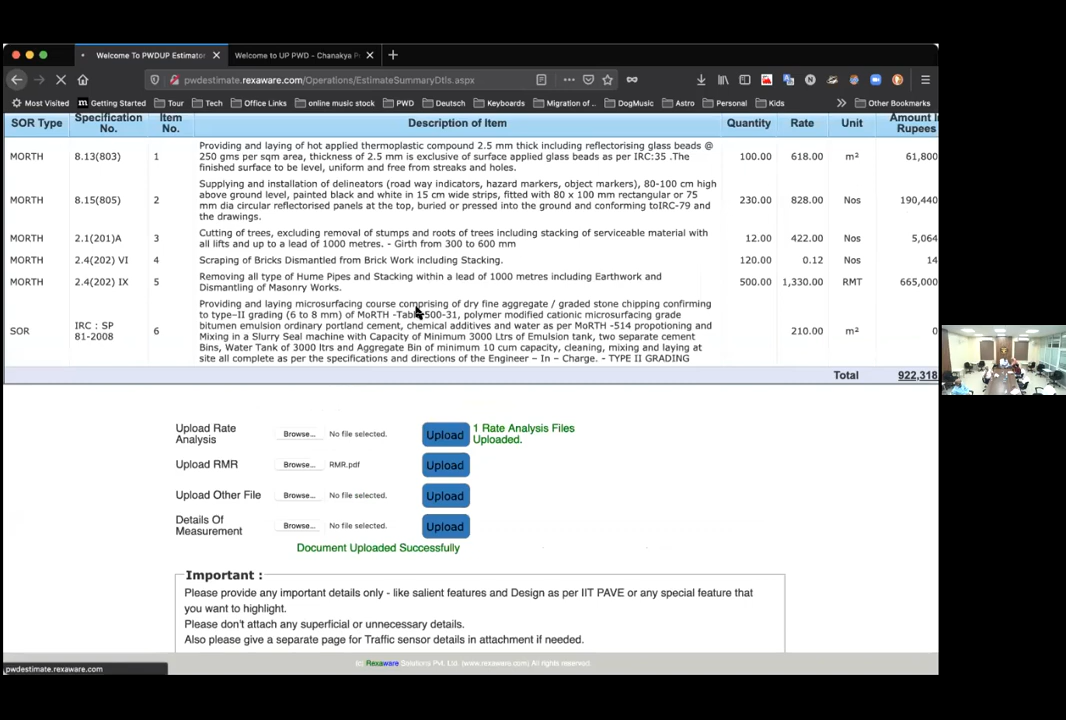 Welcome To PWDUP Estimator
Welcome to UP PWD - Chanakya P
pwdestimate.rexaware.com/Operations/EstimateSummaryDtls.aspx
Most Visited Getting Started Tour Tech Office Links online music stock PWD Deutsch Keyboards Migration of... DogMusic Astro Personal Kids Other Bookmarks
SOR Type Specification No. Item No. Description of Item Quantity Rate Unit Amount In Rupees
MORTH 8.13(803) 1 Providing and laying of hot applied thermoplastic compound 2.5 mm thick including reflectorising glass beads @
250 gms per sqm area, thickness of 2.5 mm is exclusive of surface applied glass beads as per IRC:35 .The
finished surface to be level, uniform and free from streaks and holes. 100.00 618.00 m² 61,800
MORTH 8.15(805) 2 Supplying and installation of delineators (road way indicators, hazard markers, object markers), 80-100 cm high
above ground level, painted black and white in 15 cm wide strips, fitted with 80 x 100 mm rectangular or 75
mm dia circular reflectorised panels at the top, buried or pressed into the ground and conforming toIRC-79 and
the drawings. 230.00 828.00 Nos 190,440
MORTH 2.1(201)A 3 Cutting of trees, excluding removal of stumps and roots of trees including stacking of serviceable material with
all lifts and up to a lead of 1000 metres. - Girth from 300 to 600 mm 12.00 422.00 Nos 5,064
MORTH 2.4(202) VI 4 Scraping of Bricks Dismantled from Brick Work including Stacking. 120.00 0.12 Nos 14
MORTH 2.4(202) IX 5 Removing all type of Hume Pipes and Stacking within a lead of 1000 metres including Earthwork and
Dismantling of Masonry Works. 500.00 1,330.00 RMT 665,000
SOR IRC : SP 81-2008 6 Providing and laying microsurfacing course comprising of dry fine aggregate / graded stone chipping confirming
to type–II grading (6 to 8 mm) of MoRTH -Table-500-31, polymer modified cationic microsurfacing grade
bitumen emulsion ordinary portland cement, chemical additives and water as per MoRTH -514 propotioning and
Mixing in a Slurry Seal machine with Capacity of Minimum 3000 Ltrs of Emulsion tank, two separate cement
Bins, Water Tank of 3000 ltrs and Aggregate Bin of minimum 10 cum capacity, cleaning, mixing and laying at
site all complete as per the specifications and directions of the Engineer – In – Charge. - TYPE II GRADING 210.00 m² 0
Total 922,318
Upload Rate Analysis Browse... No file selected. Upload 1 Rate Analysis Files Uploaded.
Upload RMR Browse... RMR.pdf Upload
Upload Other File Browse... No file selected. Upload
Details Of Measurement Browse... No file selected. Upload
Document Uploaded Successfully
Important :
Please provide any important details only - like salient features and Design as per IIT PAVE or any special feature that
you want to highlight.
Please don't attach any superficial or unnecessary details.
Also please give a separate page for Traffic sensor details in attachment if needed.
(c) Rexaware Solutions Pvt. Ltd. (www.rexaware.com) All rights reserved
pwdestimate.rexaware.com